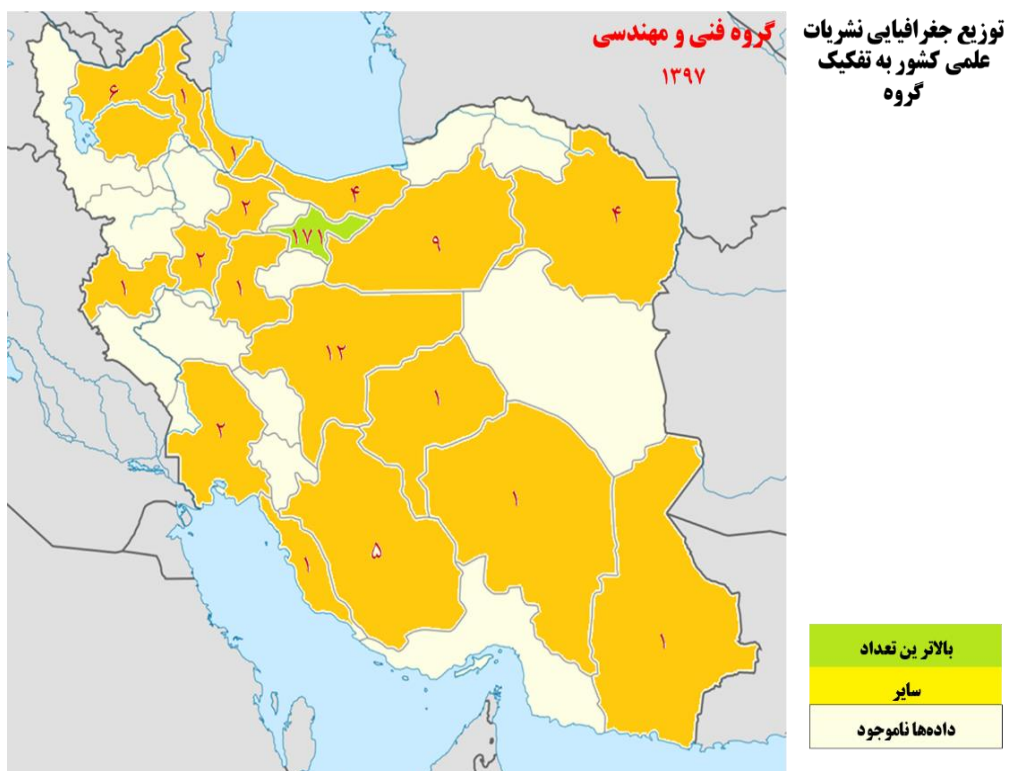 توزیع جغرافیایی نشریات
علمی کشور به تفکیک
گروه
گروه فنی و مهندسی
۱۳۹۷
۶
۱
۱
۴
۲
۱۷۱
۹
۴
۲
۱
۱
۱۲
۱
۲
۱
۵
۱
۱
بالاترین تعداد
سایر
داده‌ها ناموجود